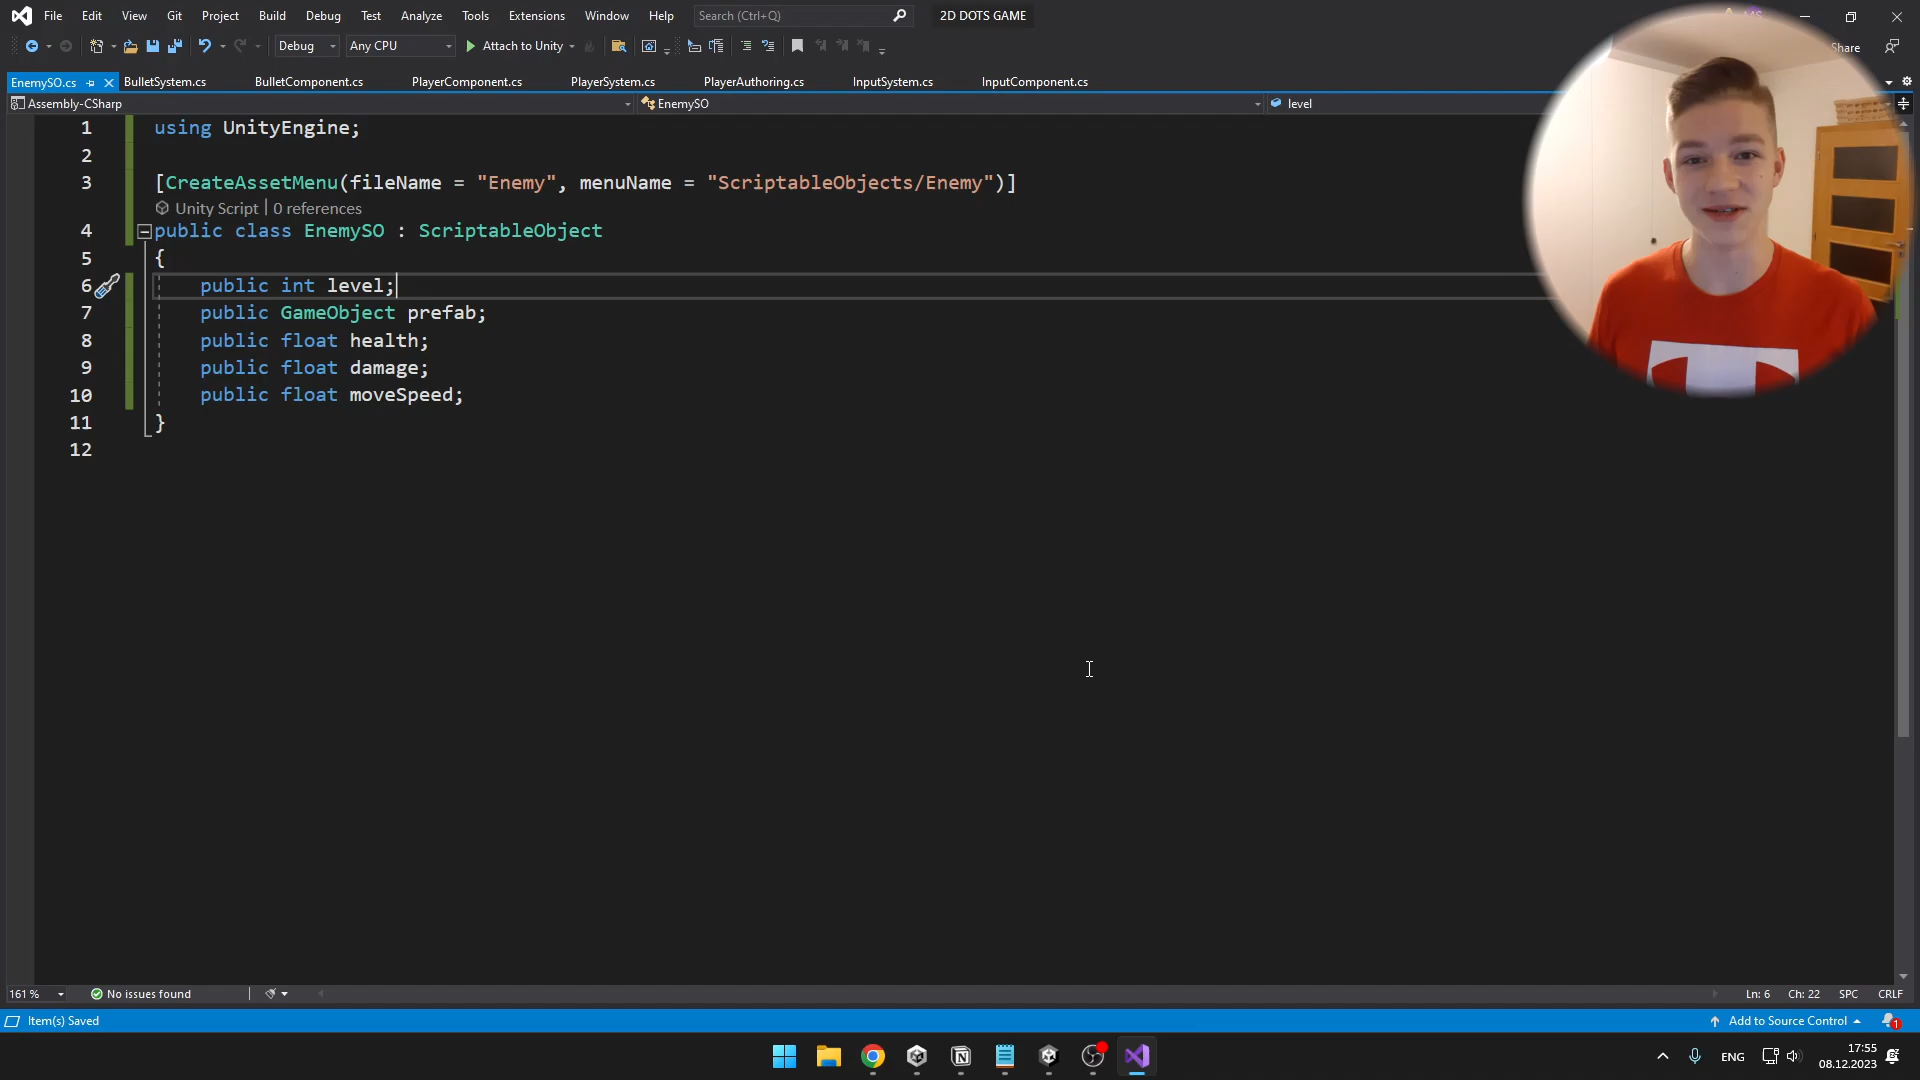 File Edit View Git Project Build Debug Test Analyze Tools Extensions Window Help Search (Ctrl+Q) 2D DOTS GAME
Debug Any CPU Attach to Unity Share
EnemySO.cs BulletSystem.cs BulletComponent.cs PlayerComponent.cs PlayerSystem.cs PlayerAuthoring.cs InputSystem.cs InputComponent.cs
Assembly-CSharp EnemySO level
1 using UnityEngine;
2
3 [CreateAssetMenu(fileName = "Enemy", menuName = "ScriptableObjects/Enemy")]
Unity Script | 0 references
4 public class EnemySO : ScriptableObject
5 {
6 public int level;
7 public GameObject prefab;
8 public float health;
9 public float damage;
10 public float moveSpeed;
11 }
12
161 % No issues found Ln: 6 Ch: 22 SPC CRLF
Item(s) Saved Add to Source Control 1
ENG 17:55
08.12.2023